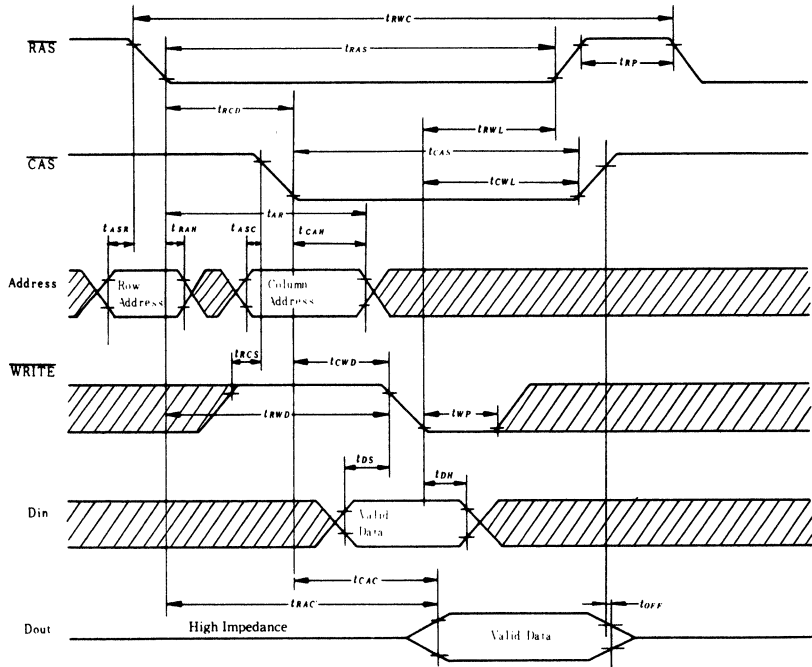 tRWC
RAS
tRAS
tRP
tRCD
tRWL
CAS
tCAS
tCWL
tAR
tASR
tRAH
tASC
tCAH
Address
Row
Address
Column
Address
tRCS
tCWD
WRITE
tRWD
tWP
tDS
tDH
Din
Valid
Data
tCAC
tRAC
High Impedance
tOFF
Dout
Valid Data